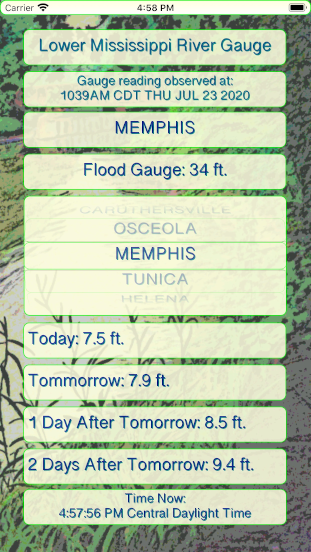 Carrier 4:58 PM
Lower Mississippi River Gauge
Gauge reading observed at:
1039AM CDT THU JUL 23 2020
MEMPHIS
Flood Gauge: 34 ft.
CARUTHERSVILLE
OSCEOLA
MEMPHIS
TUNICA
HELENA
Today: 7.5 ft.
Tommorrow: 7.9 ft.
1 Day After Tomorrow: 8.5 ft.
2 Days After Tomorrow: 9.4 ft.
Time Now:
4:57:56 PM Central Daylight Time